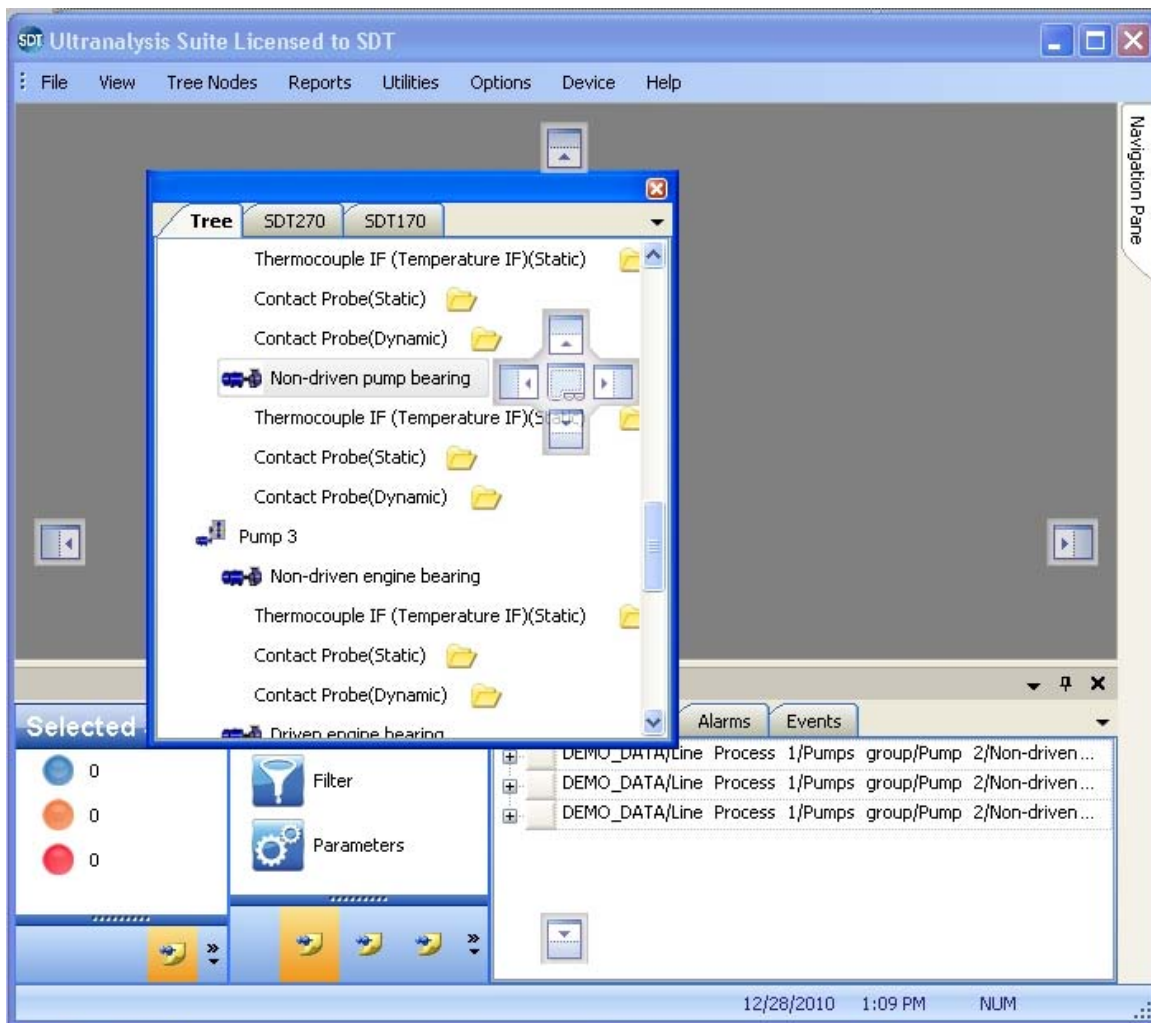 SDT Ultranalysis Suite Licensed to SDT
File View Tree Nodes Reports Utilities Options Device Help
Navigation Pane
Tree SDT270 SDT170
Thermocouple IF (Temperature IF)(Static)
Contact Probe(Static)
Contact Probe(Dynamic)
Non-driven pump bearing
Thermocouple IF (Temperature IF)(Static)
Contact Probe(Static)
Contact Probe(Dynamic)
Pump 3
Non-driven engine bearing
Thermocouple IF (Temperature IF)(Static)
Contact Probe(Static)
Contact Probe(Dynamic)
Driven engine bearing
Selected
Alarms Events
0
0
0
Filter
Parameters
DEMO_DATA/Line Process 1/Pumps group/Pump 2/Non-driven...
DEMO_DATA/Line Process 1/Pumps group/Pump 2/Non-driven...
DEMO_DATA/Line Process 1/Pumps group/Pump 2/Non-driven...
12/28/2010 1:09 PM NUM